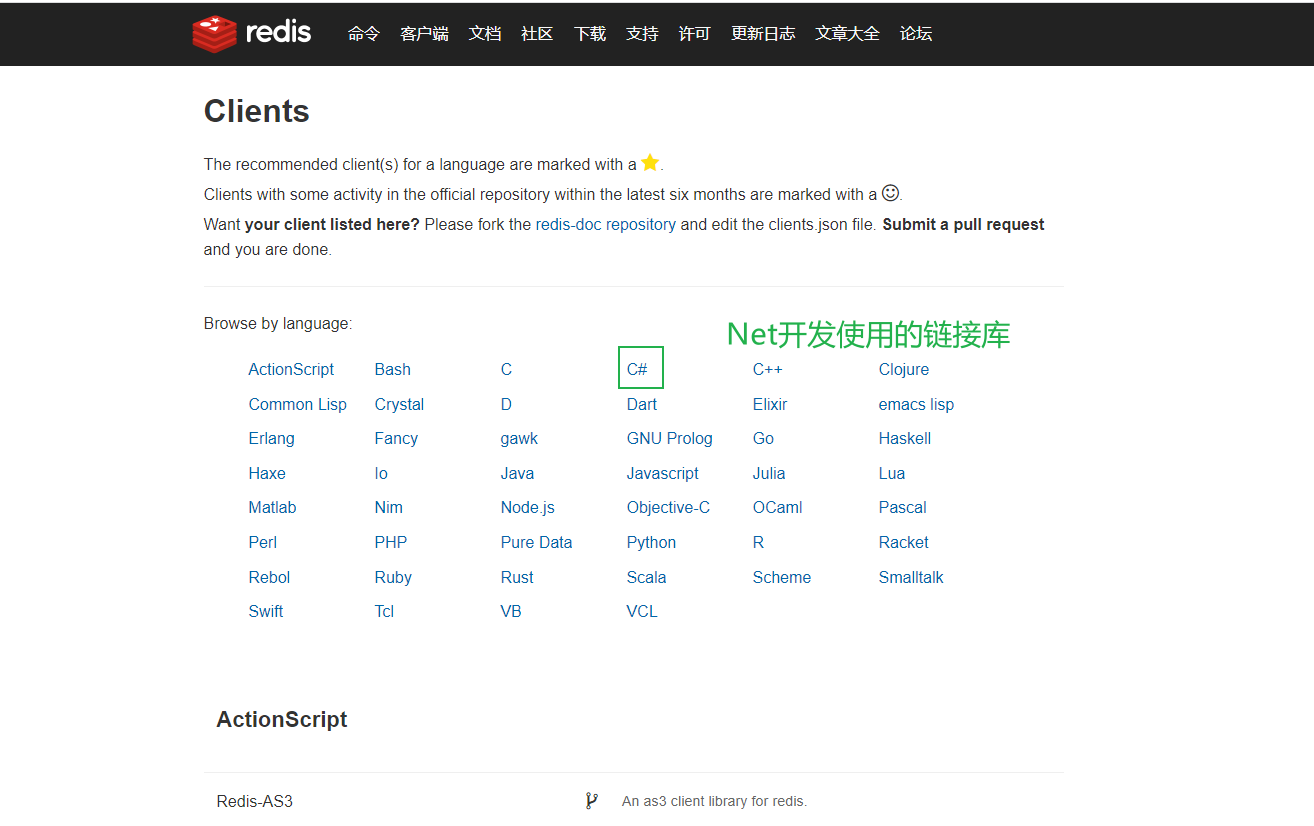 redis 命令 客户端 文档 社区 下载 支持 许可 更新日志 文章大全 论坛
Clients
The recommended client(s) for a language are marked with a .
Clients with some activity in the official repository within the latest six months are marked with a .
Want your client listed here? Please fork the redis-doc repository and edit the clients.json file. Submit a pull request
and you are done.
Browse by language:
Net开发使用的链接库
ActionScript Bash C C# C++ Clojure
Common Lisp Crystal D Dart Elixir emacs lisp
Erlang Fancy gawk GNU Prolog Go Haskell
Haxe Io Java Javascript Julia Lua
Matlab Nim Node.js Objective-C OCaml Pascal
Perl PHP Pure Data Python R Racket
Rebol Ruby Rust Scala Scheme Smalltalk
Swift Tcl VB VCL
ActionScript
Redis-AS3 An as3 client library for redis.